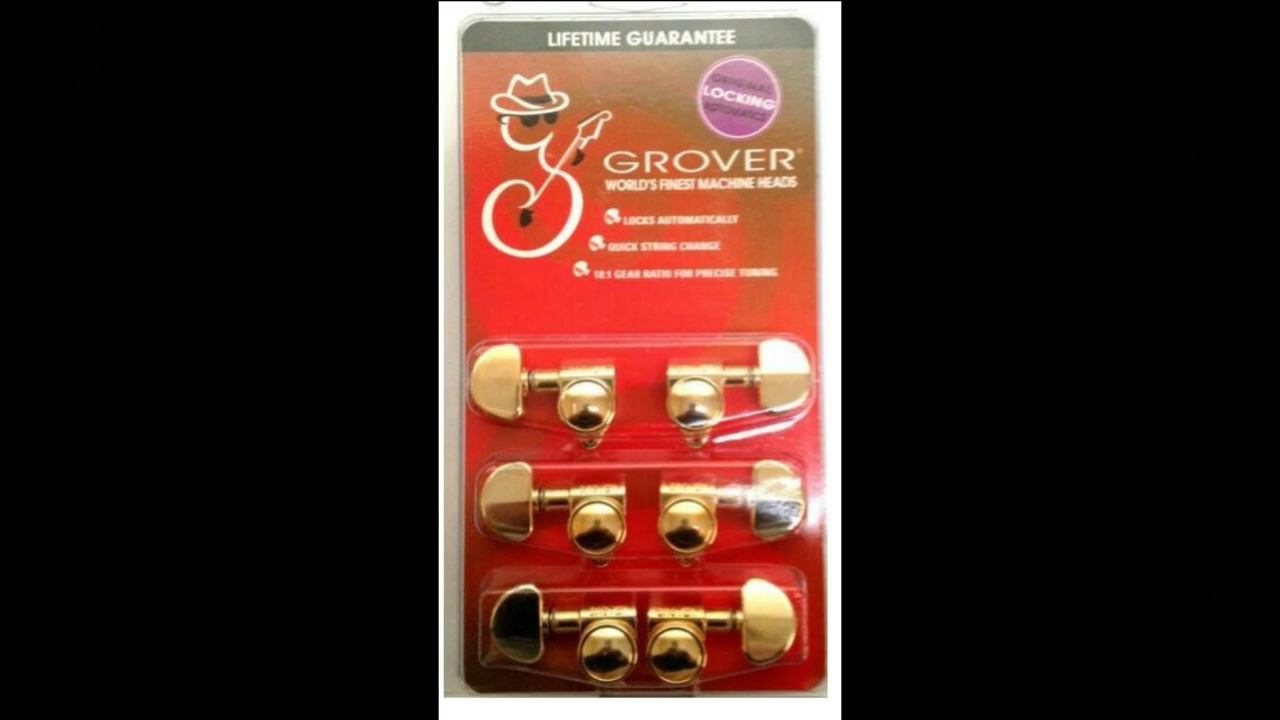 LIFETIME GUARANTEE
ORIGINAL
LOCKING
ROTOMATICS
GROVER®
WORLD'S FINEST MACHINE HEADS
LOCKS AUTOMATICALLY
QUICK STRING CHANGE
18:1 GEAR RATIO FOR PRECISE TUNING